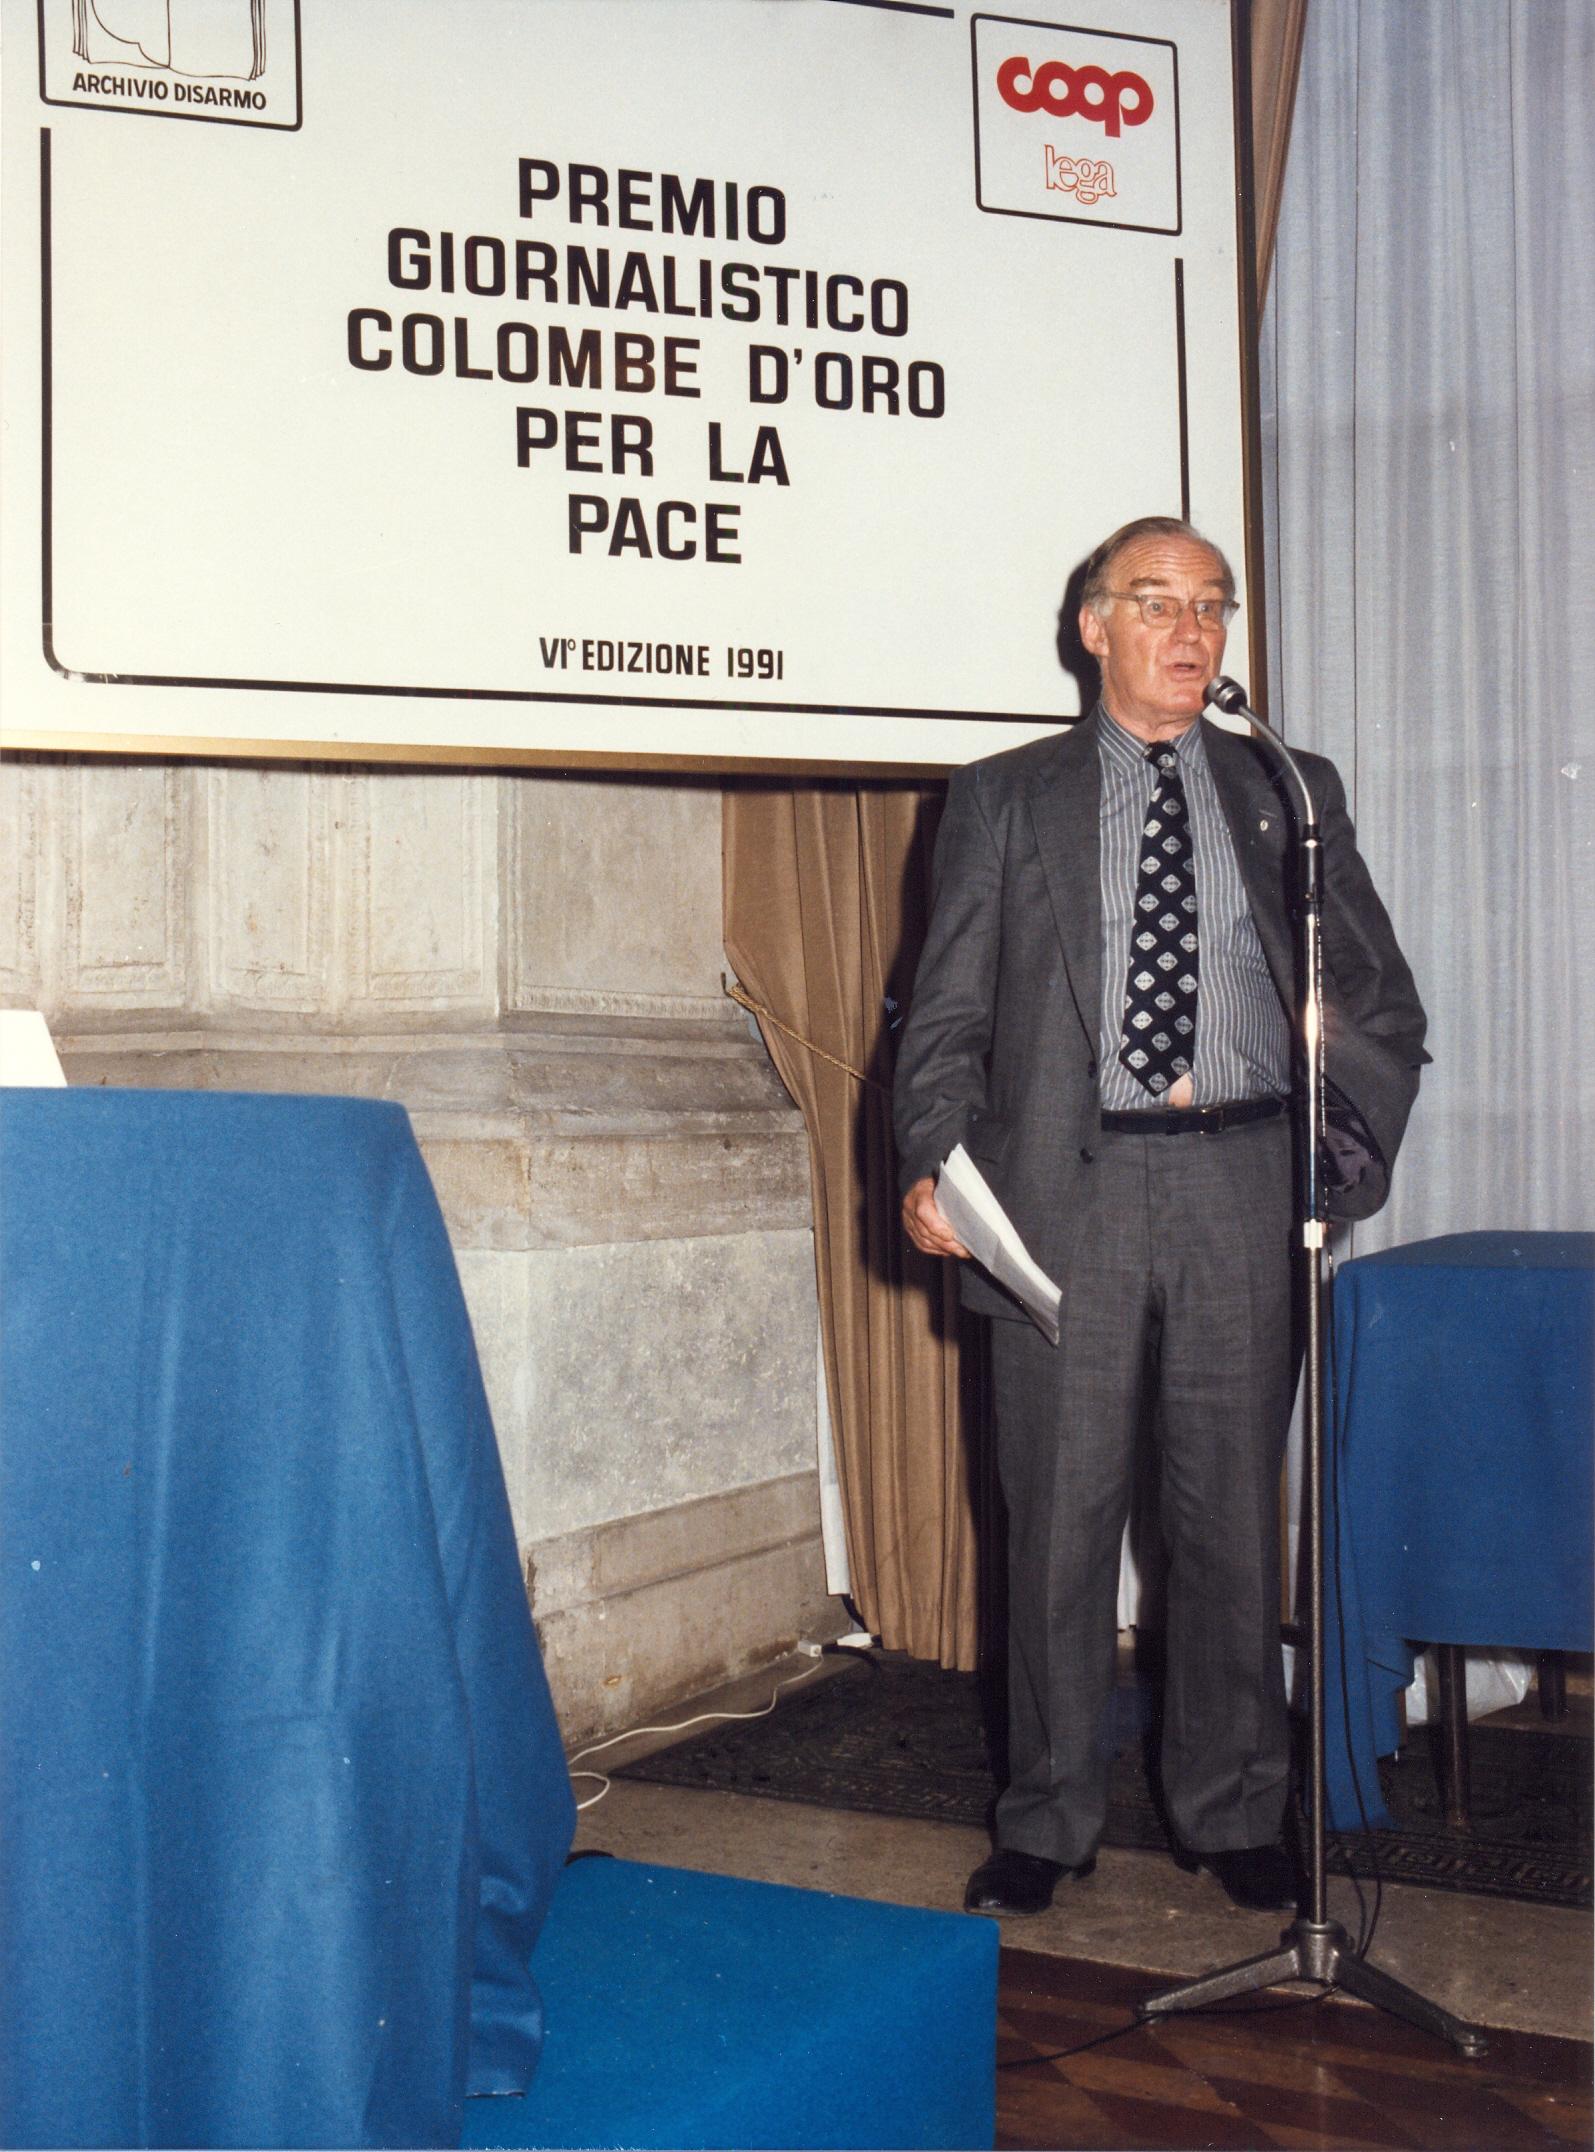 ARCHIVIO DISARMO
coop
lega
PREMIO
GIORNALISTICO
COLOMBE D'ORO
PER LA
PACE
VI° EDIZIONE 1991